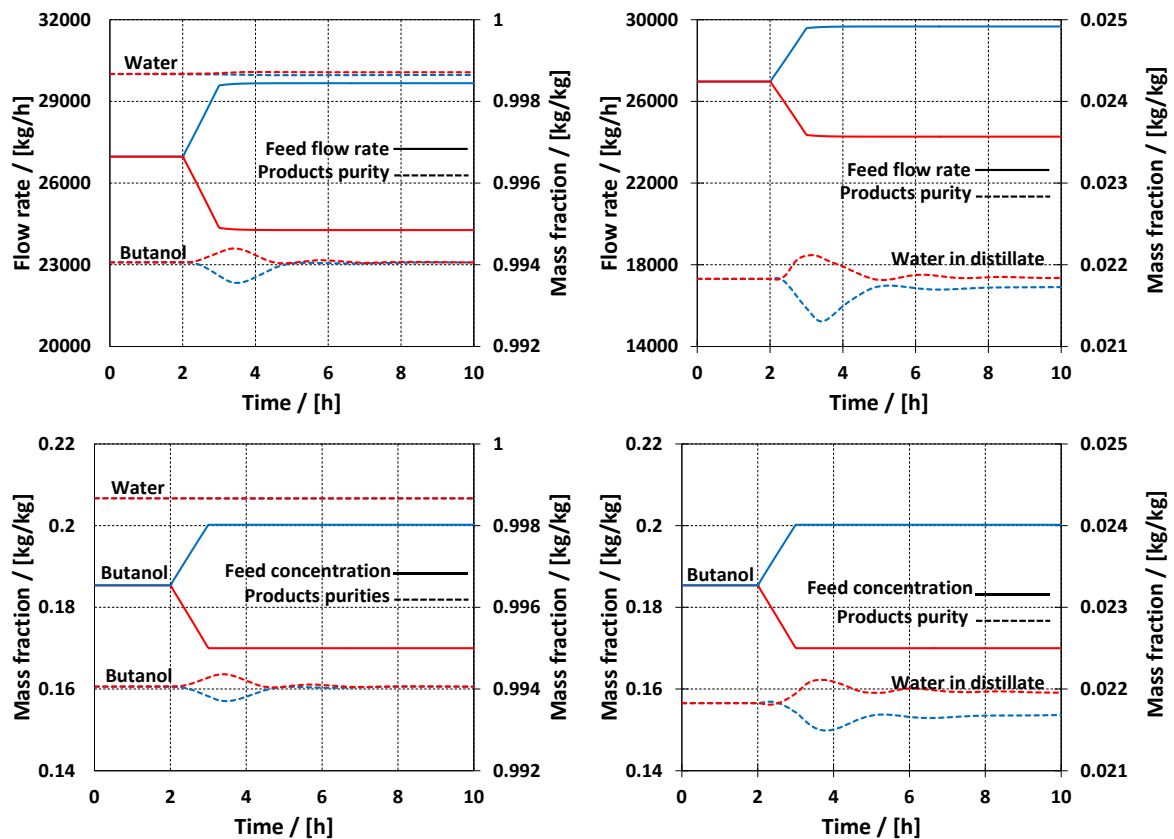 32000
29000
26000
23000
20000
Flow rate / [kg/h]
Water
Feed flow rate
Products purity
Butanol
1
0.998
0.996
0.994
0.992
Mass fraction / [kg/kg]
0 2 4 6 8 10
Time / [h]
30000
26000
22000
18000
14000
Flow rate / [kg/h]
Feed flow rate
Products purity
Water in distillate
0.025
0.024
0.023
0.022
0.021
Mass fraction / [kg/kg]
0 2 4 6 8 10
Time / [h]
0.22
0.2
0.18
0.16
0.14
Mass fraction / [kg/kg]
Water
Butanol
Feed concentration
Products purities
Butanol
1
0.998
0.996
0.994
0.992
Mass fraction / [kg/kg]
0 2 4 6 8 10
Time / [h]
0.22
0.2
0.18
0.16
0.14
Mass fraction / [kg/kg]
Butanol
Feed concentration
Products purity
Water in distillate
0.025
0.024
0.023
0.022
0.021
Mass fraction / [kg/kg]
0 2 4 6 8 10
Time / [h]